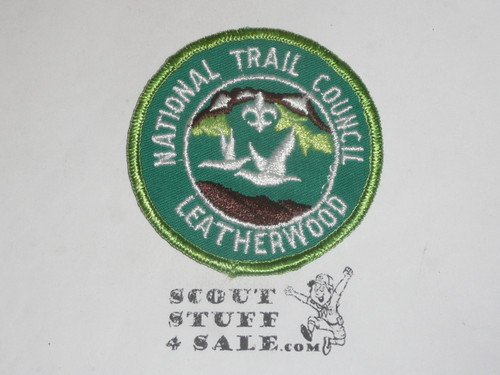 NATIONAL TRAIL COUNCIL
LEATHERWOOD
SCOUT
STUFF
4 SALE.COM